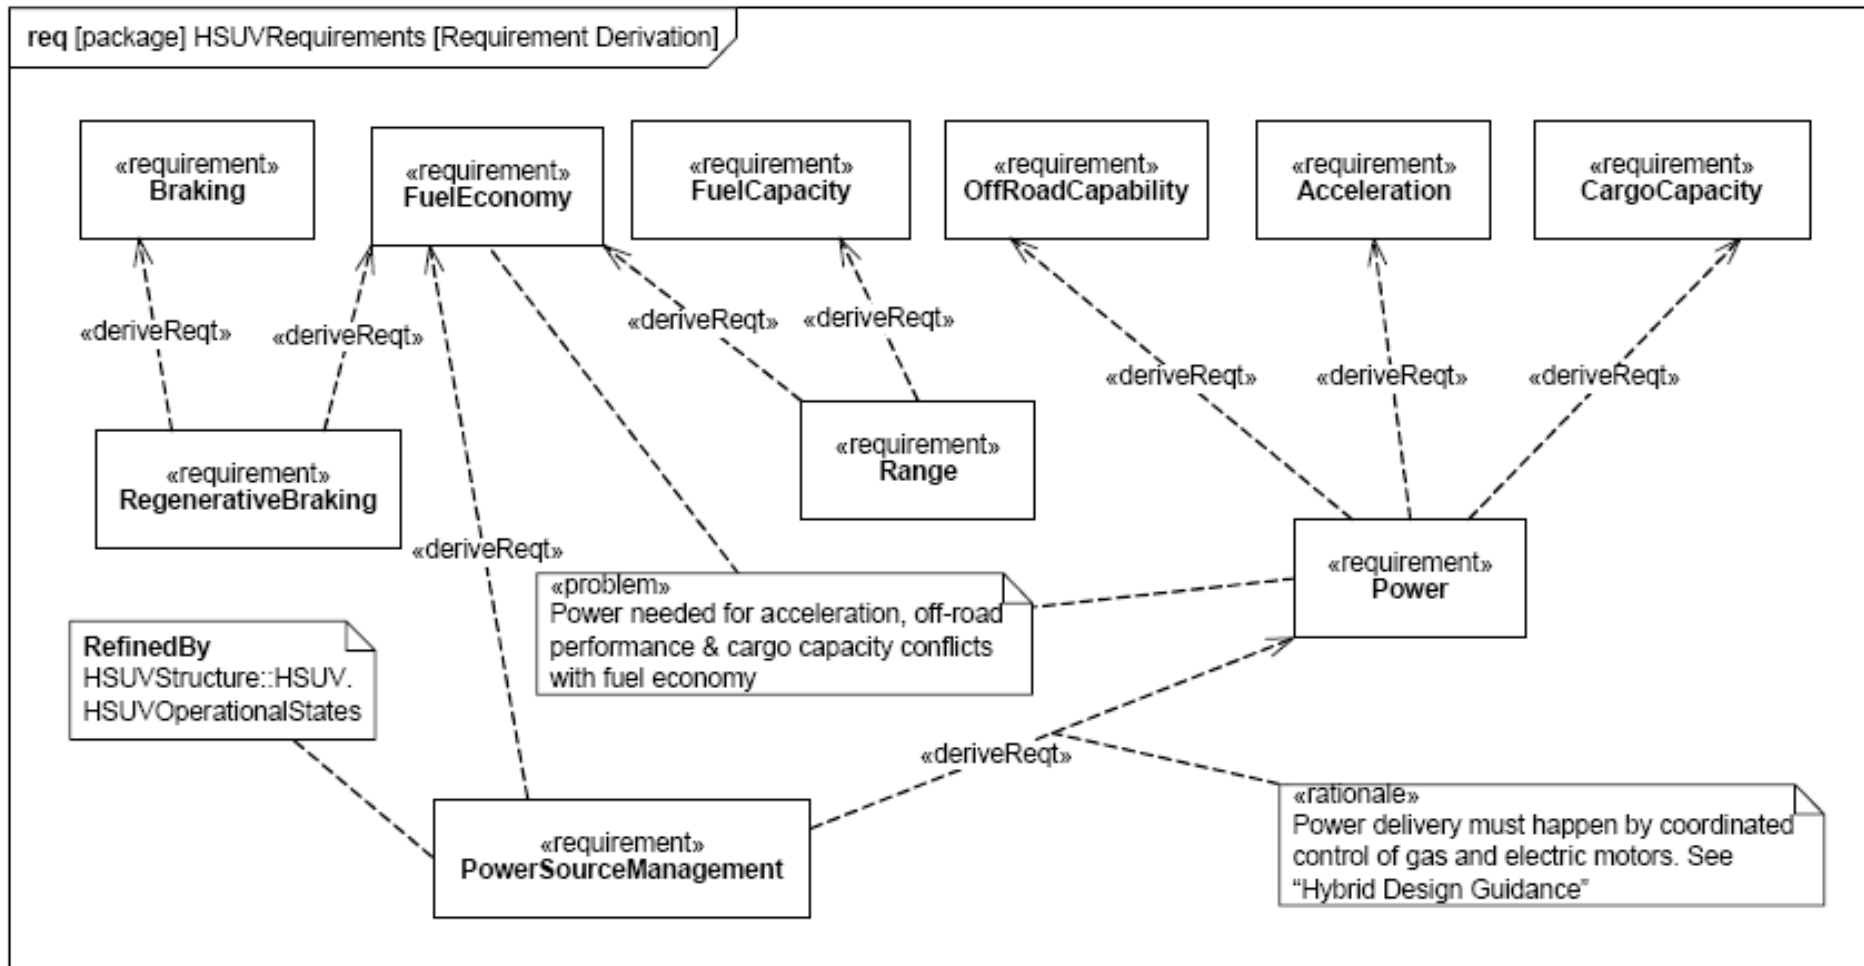 req [package] HSUVRequirements [Requirement Derivation]
«requirement»
Braking
«requirement»
FuelEconomy
«requirement»
FuelCapacity
«requirement»
OffRoadCapability
«requirement»
Acceleration
«requirement»
CargoCapacity
«deriveReqt»
«deriveReqt»
«deriveReqt»
«deriveReqt»
«deriveReqt»
«deriveReqt»
«deriveReqt»
«requirement»
RegenerativeBraking
«requirement»
Range
«deriveReqt»
«requirement»
Power
«problem»
Power needed for acceleration, off-road
performance & cargo capacity conflicts
with fuel economy
RefinedBy
HSUVStructure::HSUV.
HSUVOperationalStates
«deriveReqt»
«requirement»
PowerSourceManagement
«rationale»
Power delivery must happen by coordinated
control of gas and electric motors. See
“Hybrid Design Guidance”